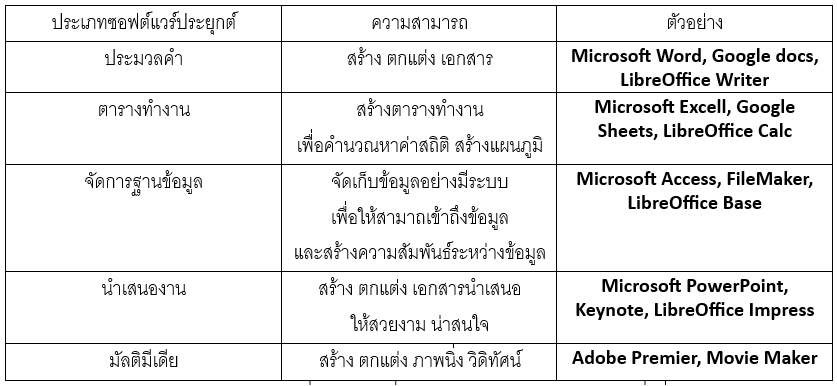 ประเภทซอฟต์แวร์ประยุกต์ ความสามารถ ตัวอย่าง
ประมวลคำ สร้าง ตกแต่ง เอกสาร Microsoft Word, Google docs,
LibreOffice Writer
ตารางทำงาน สร้างตารางทำงาน Microsoft Excell, Google
เพื่อคำนวณหาค่าสถิติ สร้างแผนภูมิ Sheets, LibreOffice Calc
จัดการฐานข้อมูล จัดเก็บข้อมูลอย่างมีระบบ Microsoft Access, FileMaker,
เพื่อให้สามาถเข้าถึงข้อมูล LibreOffice Base
และสร้างความสัมพันธ์ระหว่างข้อมูล
นำเสนองาน สร้าง ตกแต่ง เอกสารนำเสนอ Microsoft PowerPoint,
ให้สวยงาม น่าสนใจ Keynote, LibreOffice Impress
มัลติมีเดีย สร้าง ตกแต่ง ภาพนิ่ง วิดิทัศน์ Adobe Premier, Movie Maker